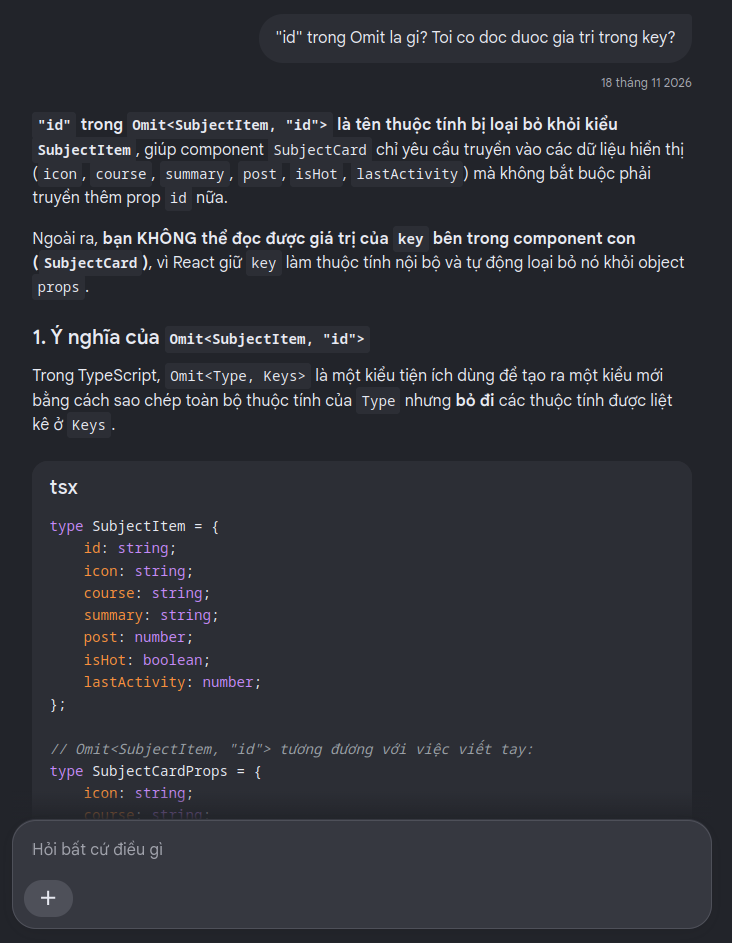 "id" trong Omit la gi? Toi co doc duoc gia tri trong key?
18 tháng 11 2026
"id" trong Omit<SubjectItem, "id"> là tên thuộc tính bị loại bỏ khỏi kiểu
SubjectItem, giúp component SubjectCard chỉ yêu cầu truyền vào các dữ liệu hiển thị
(icon, course, summary, post, isHot, lastActivity) mà không bắt buộc phải
truyền thêm prop id nữa.
Ngoài ra, bạn KHÔNG thể đọc được giá trị của key bên trong component con
(SubjectCard), vì React giữ key làm thuộc tính nội bộ và tự động loại bỏ nó khỏi object
props.
1. Ý nghĩa của Omit<SubjectItem, "id">
Trong TypeScript, Omit<Type, Keys> là một kiểu tiện ích dùng để tạo ra một kiểu mới
bằng cách sao chép toàn bộ thuộc tính của Type nhưng bỏ đi các thuộc tính được liệt
kê ở Keys.
tsx
type SubjectItem = {
    id: string;
    icon: string;
    course: string;
    summary: string;
    post: number;
    isHot: boolean;
    lastActivity: number;
};
// Omit<SubjectItem, "id"> tương đương với việc viết tay:
type SubjectCardProps = {
    icon: string;
    course: string;
Hỏi bất cứ điều gì